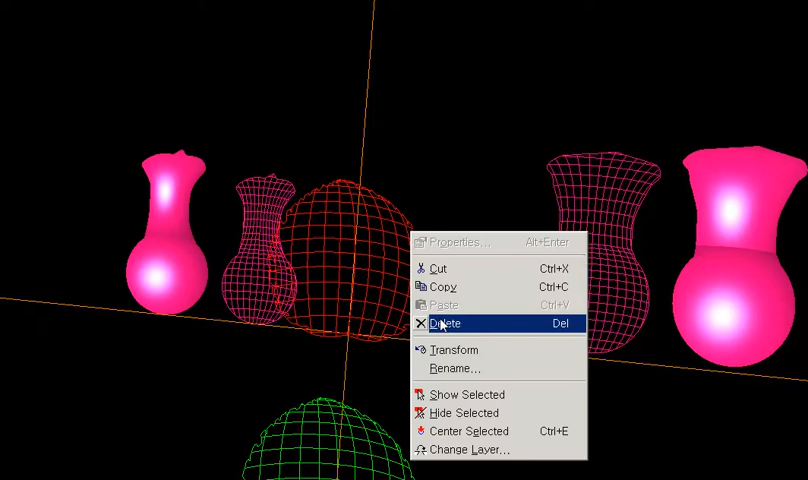 Properties... Alt+Enter
Cut Ctrl+X
Copy Ctrl+C
Paste Ctrl+V
Delete Del
Transform
Rename...
Show Selected
Hide Selected
Center Selected Ctrl+E
Change Layer...